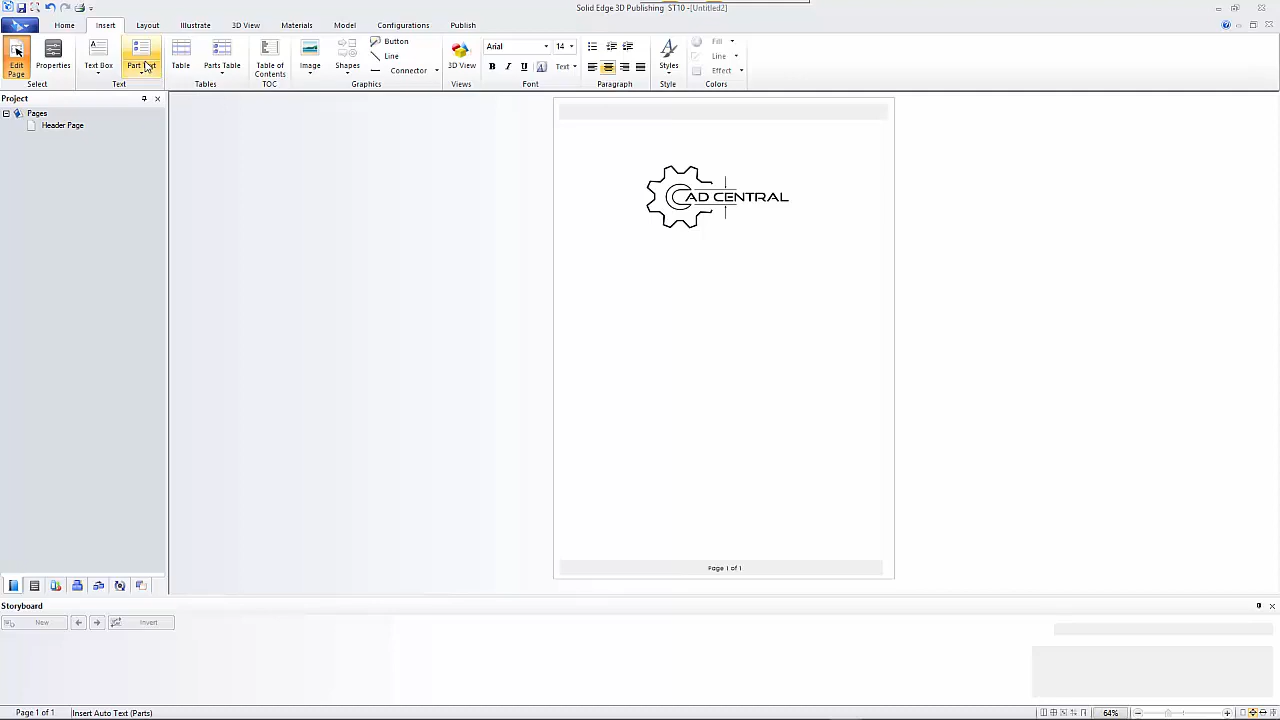 Solid Edge 3D Publishing ST10 - [Untitled2]
Home Insert Layout Illustrate 3D View Materials Model Configurations Publish
Edit Page
Properties
Select
Text Box
Text
Table
Parts Table
Tables
Table of Contents
TOC
Image
Shapes
Button
Line
Connector
Graphics
3D View
Views
Arial 14
B I U A Text
Font
Paragraph
Styles
Style
Fill
Line
Effect
Colors
Project
Pages
Header Page
AD CENTRAL
Page 1 of 1
Storyboard
New
Invert
Page 1 of 1 Insert Auto Text (Parts) 64%